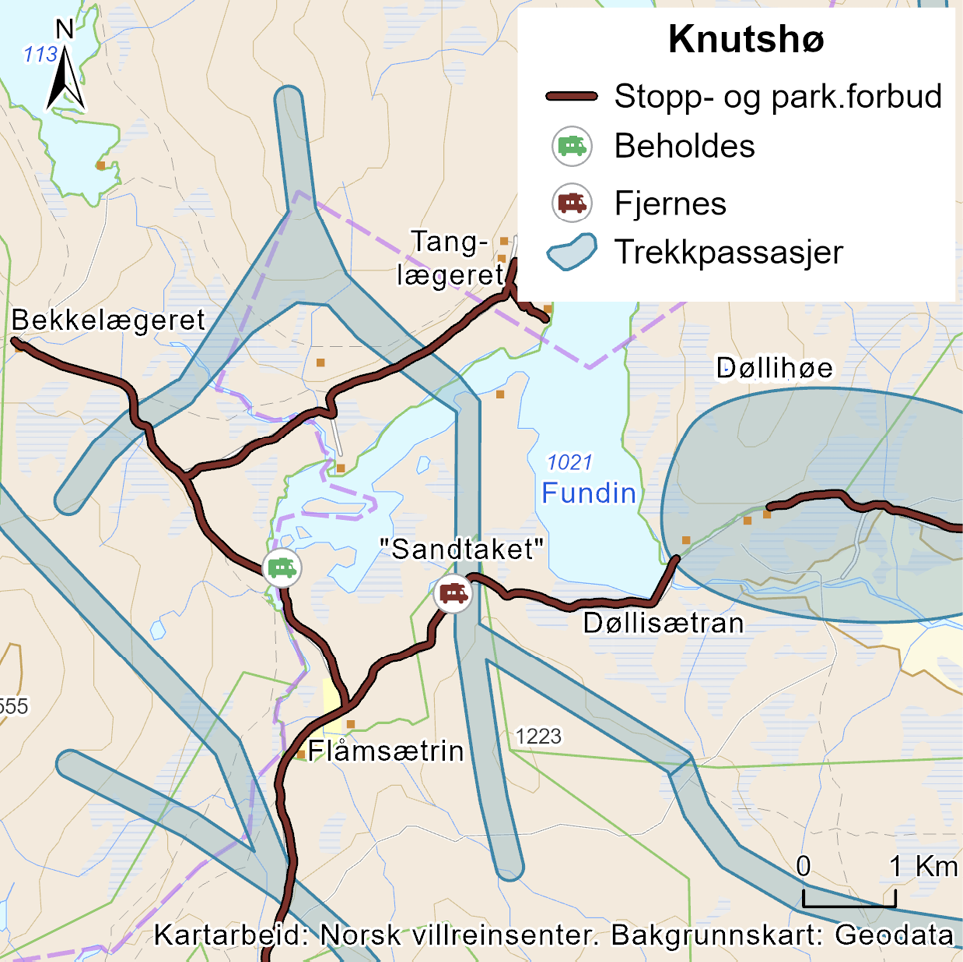 N
113
Knutshø
Stopp- og park.forbud
Beholdes
Fjernes
Trekkpassasjer
Tang-
lægeret
Bekkelægeret
Døllihøe
1021
Fundin
"Sandtaket"
Døllisætran
555
1223
Flåmsætrin
0 1 Km
Kartarbeid: Norsk villreinsenter. Bakgrunnskart: Geodata